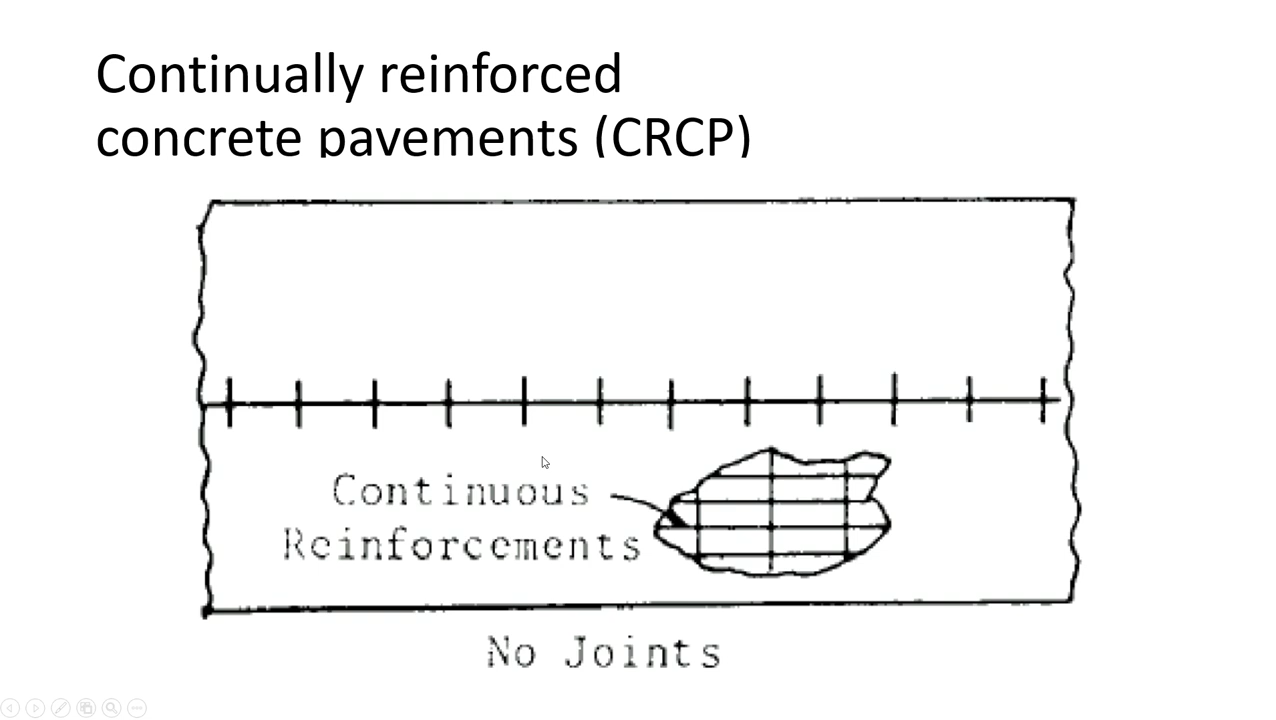 Continually reinforced
concrete pavements (CRCP)
Continuous
Reinforcements
No Joints